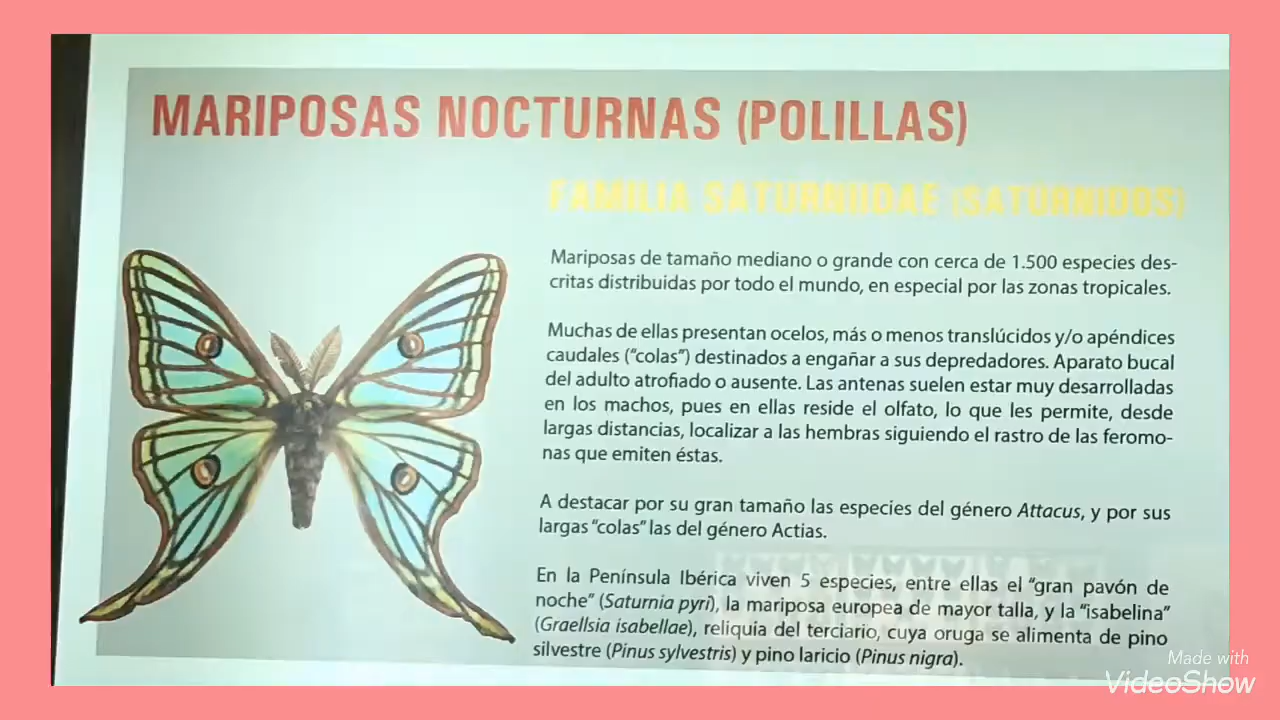 MARIPOSAS NOCTURNAS (POLILLAS)
FAMILIA SATURNIIDAE (SATÚRNIDOS)
Mariposas de tamaño mediano o grande con cerca de 1.500 especies des-
critas distribuidas por todo el mundo, en especial por las zonas tropicales.
Muchas de ellas presentan ocelos, más o menos translúcidos y/o apéndices
caudales (“colas”) destinados a engañar a sus depredadores. Aparato bucal
del adulto atrofiado o ausente. Las antenas suelen estar muy desarrolladas
en los machos, pues en ellas reside el olfato, lo que les permite, desde
largas distancias, localizar a las hembras siguiendo el rastro de las feromo-
nas que emiten éstas.
A destacar por su gran tamaño las especies del género Attacus, y por sus
largas “colas” las del género Actias.
En la Península Ibérica viven 5 especies, entre ellas el “gran pavón de
noche” (Saturnia pyri), la mariposa europea de mayor talla, y la “isabelina”
(Graellsia isabellae), reliquia del terciario, cuya oruga se alimenta de pino
silvestre (Pinus sylvestris) y pino laricio (Pinus nigra).
Made with
VideoShow